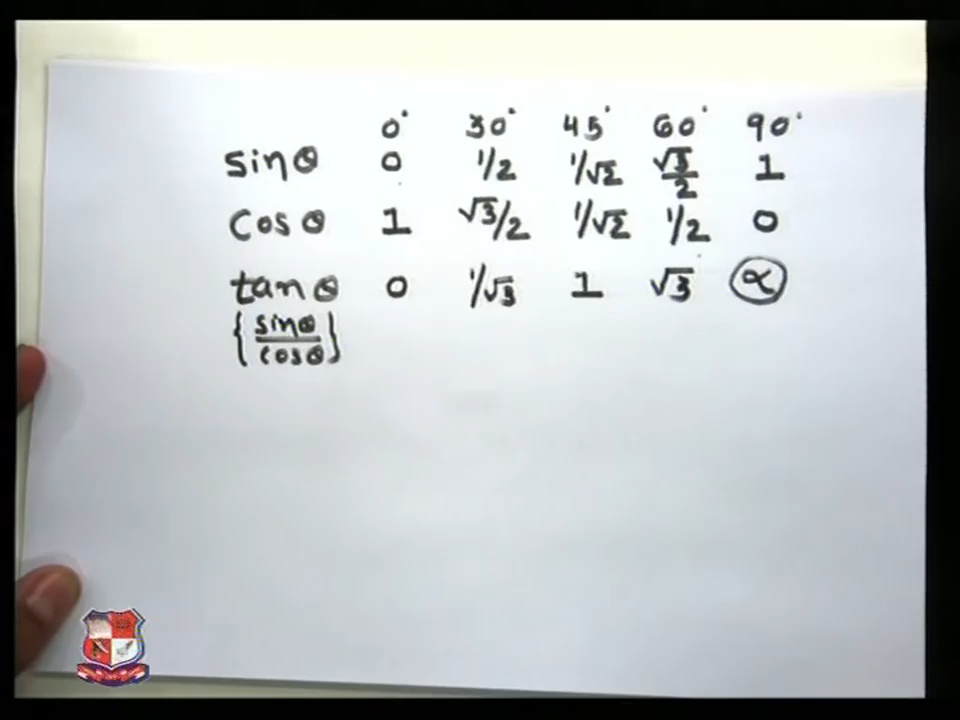 0° 30° 45° 60° 90°
sinθ 0 1/2 1/√2 √3/2 1
cosθ 1 √3/2 1/√2 1/2 0
tanθ 0 1/√3 1 √3 ∝
{sinθ/cosθ}